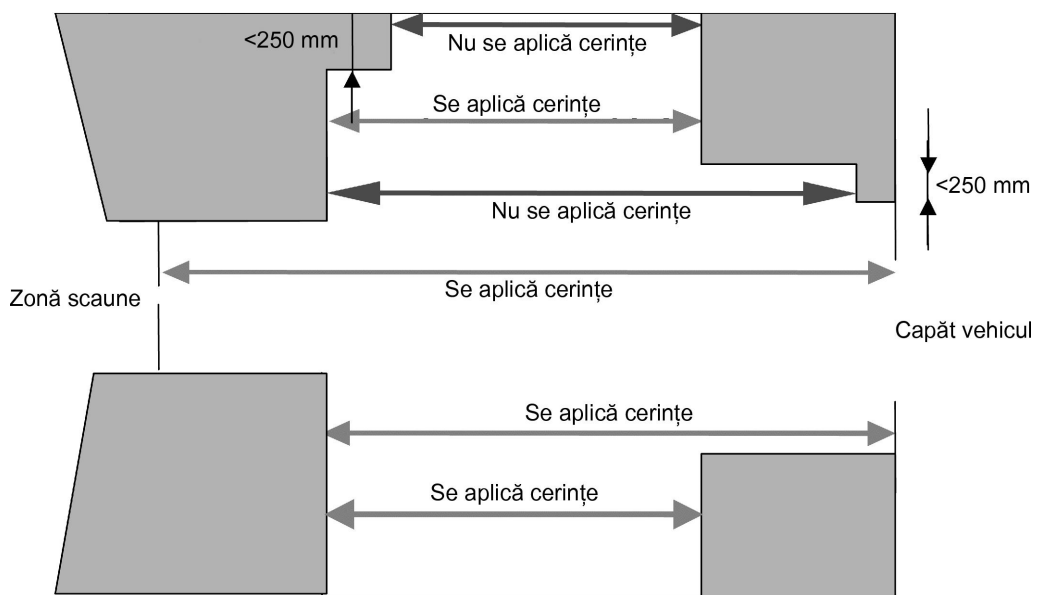 <250 mm
Nu se aplică cerințe
Se aplică cerințe
<250 mm
Nu se aplică cerințe
Se aplică cerințe
Zonă scaune
Capăt vehicul
Se aplică cerințe
Se aplică cerințe